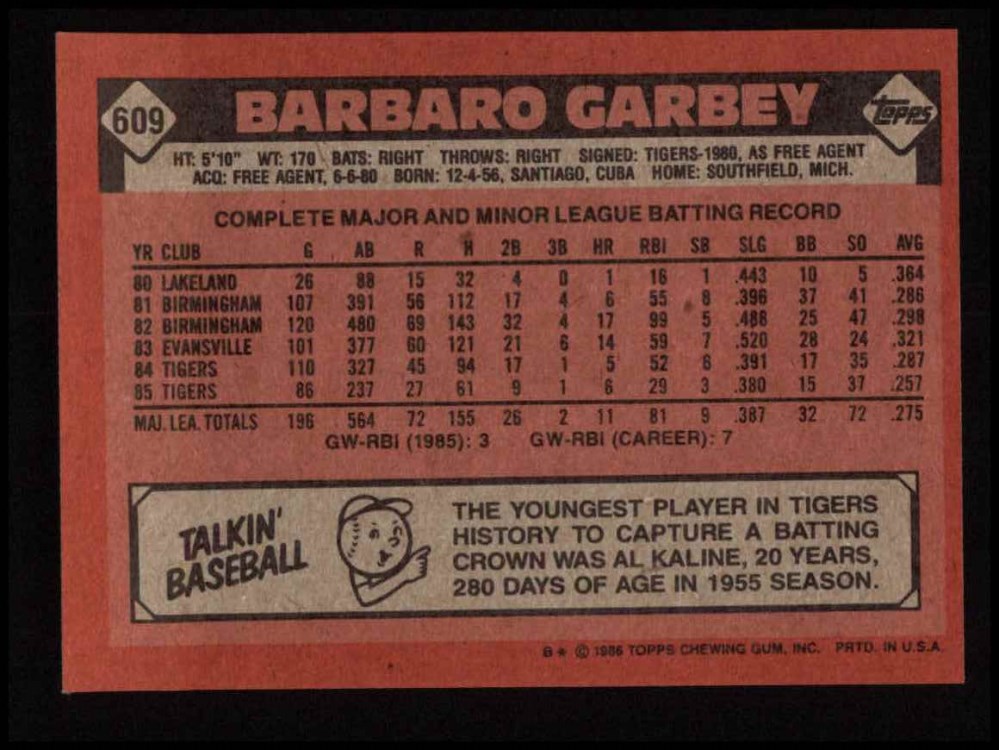 609
BARBARO GARBEY
topps
HT: 5'10" WT: 170 BATS: RIGHT THROWS: RIGHT SIGNED: TIGERS-1980, AS FREE AGENT
ACQ: FREE AGENT, 6-6-80 BORN: 12-4-56, SANTIAGO, CUBA HOME: SOUTHFIELD, MICH.
COMPLETE MAJOR AND MINOR LEAGUE BATTING RECORD
YR CLUB G AB R H 2B 3B HR RBI SB SLG BB SO AVG
80 LAKELAND 26 88 15 32 4 0 1 16 1 .443 10 5 .364
81 BIRMINGHAM 107 391 56 112 17 4 6 55 8 .396 37 41 .286
82 BIRMINGHAM 120 480 69 143 32 4 17 99 5 .488 25 47 .298
83 EVANSVILLE 101 377 60 121 21 6 14 59 7 .520 28 24 .321
84 TIGERS 110 327 45 94 17 1 5 52 6 .391 17 35 .287
85 TIGERS 86 237 27 61 9 1 6 29 3 .380 15 37 .257
MAJ. LEA. TOTALS 196 564 72 155 26 2 11 81 9 .387 32 72 .275
GW-RBI (1985): 3 GW-RBI (CAREER): 7
TALKIN'
BASEBALL
THE YOUNGEST PLAYER IN TIGERS
HISTORY TO CAPTURE A BATTING
CROWN WAS AL KALINE, 20 YEARS,
280 DAYS OF AGE IN 1955 SEASON.
B* © 1986 TOPPS CHEWING GUM, INC. PRTD. IN U.S.A.